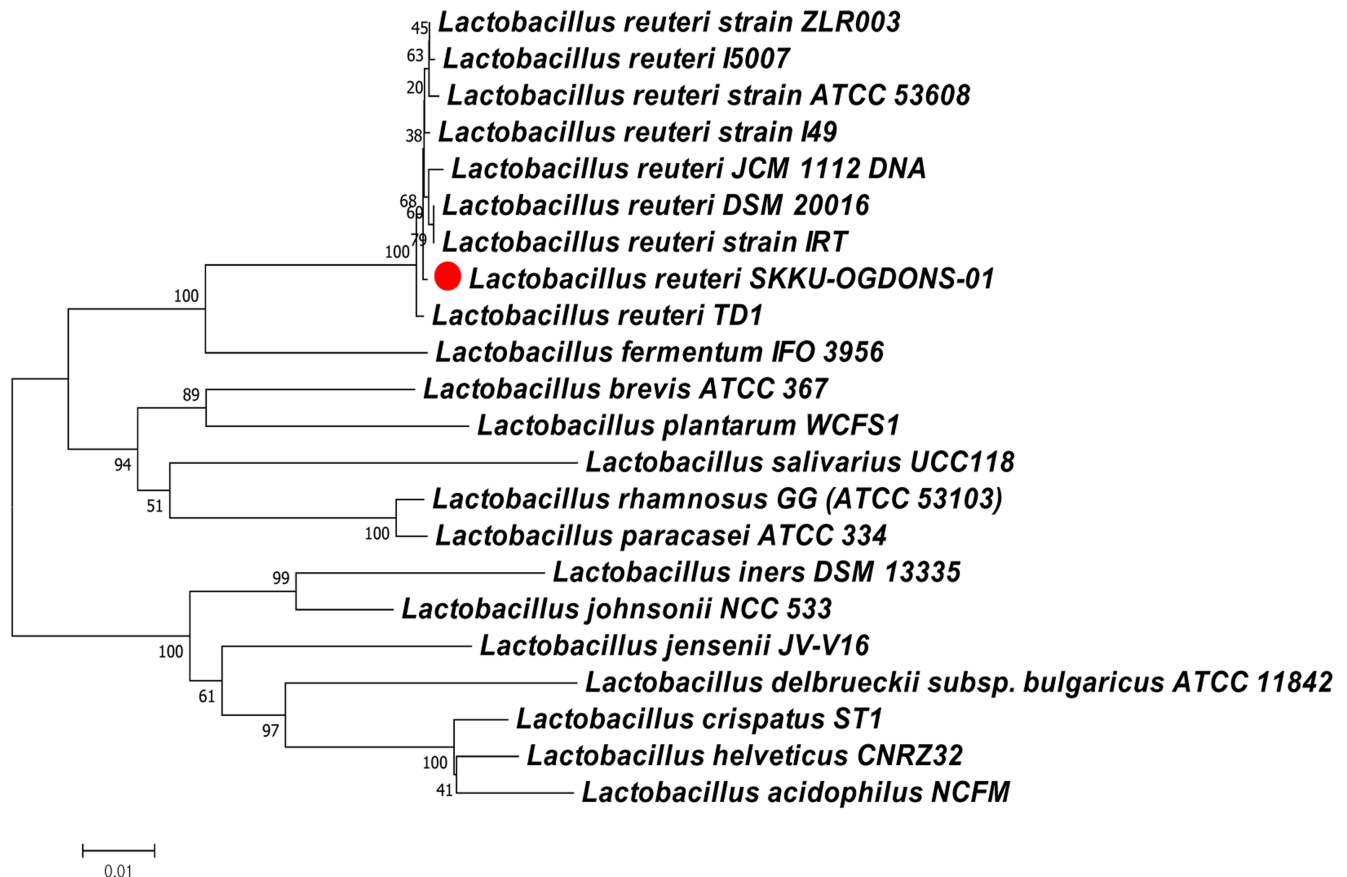 45
Lactobacillus reuteri strain ZLR003
63
Lactobacillus reuteri I5007
20
Lactobacillus reuteri strain ATCC 53608
38
Lactobacillus reuteri strain I49
Lactobacillus reuteri JCM 1112 DNA
68
60
Lactobacillus reuteri DSM 20016
79
Lactobacillus reuteri strain IRT
100
Lactobacillus reuteri SKKU-OGDONS-01
100
Lactobacillus reuteri TD1
Lactobacillus fermentum IFO 3956
89
Lactobacillus brevis ATCC 367
Lactobacillus plantarum WCFS1
94
Lactobacillus salivarius UCC118
51
Lactobacillus rhamnosus GG (ATCC 53103)
100
Lactobacillus paracasei ATCC 334
99
Lactobacillus iners DSM 13335
Lactobacillus johnsonii NCC 533
100
Lactobacillus jensenii JV-V16
61
Lactobacillus delbrueckii subsp. bulgaricus ATCC 11842
97
Lactobacillus crispatus ST1
100
Lactobacillus helveticus CNRZ32
41
Lactobacillus acidophilus NCFM
0.01